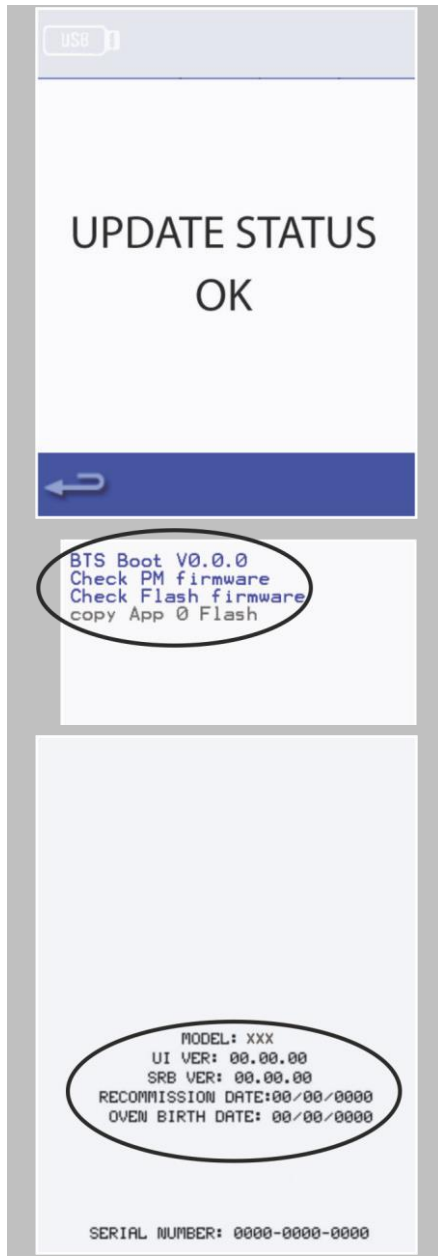 USB
UPDATE STATUS
OK
BTS Boot V0.0.0
Check PM firmware
Check Flash firmware
copy App 0 Flash
MODEL: XXX
UI VER: 00.00.00
SRB VER: 00.00.00
RECOMMISSION DATE:00/00/0000
OVEN BIRTH DATE: 00/00/0000
SERIAL NUMBER: 0000-0000-0000